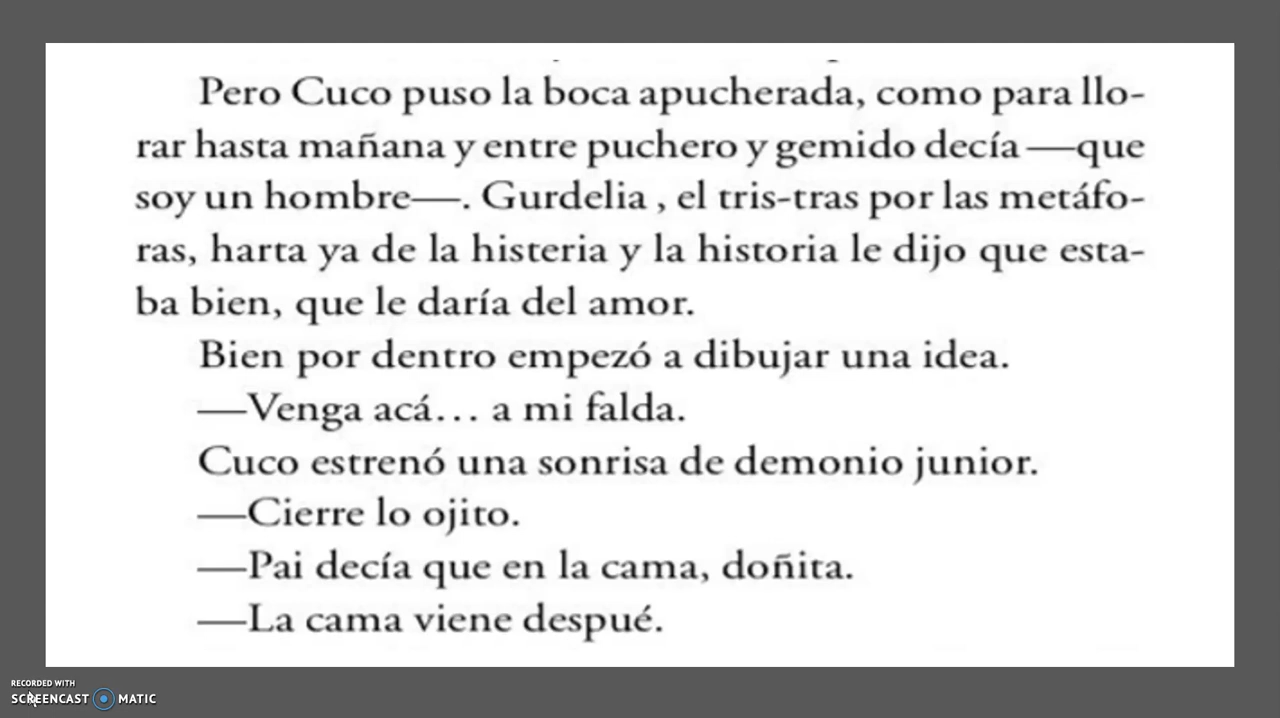 Pero Cuco puso la boca apucherada, como para llo-
rar hasta mañana y entre puchero y gemido decía —que
soy un hombre—. Gurdelia , el tris-tras por las metáfo-
ras, harta ya de la histeria y la historia le dijo que esta-
ba bien, que le daría del amor.
Bien por dentro empezó a dibujar una idea.
—Venga acá... a mi falda.
Cuco estrenó una sonrisa de demonio junior.
—Cierre lo ojito.
—Pai decía que en la cama, doñita.
—La cama viene despué.
RECORDED WITH
SCREENCAST MATIC